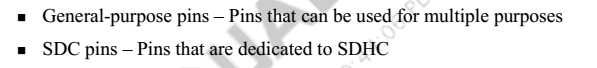 ▪ General-purpose pins – Pins that can be used for multiple purposes
▪ SDC pins – Pins that are dedicated to SDHC